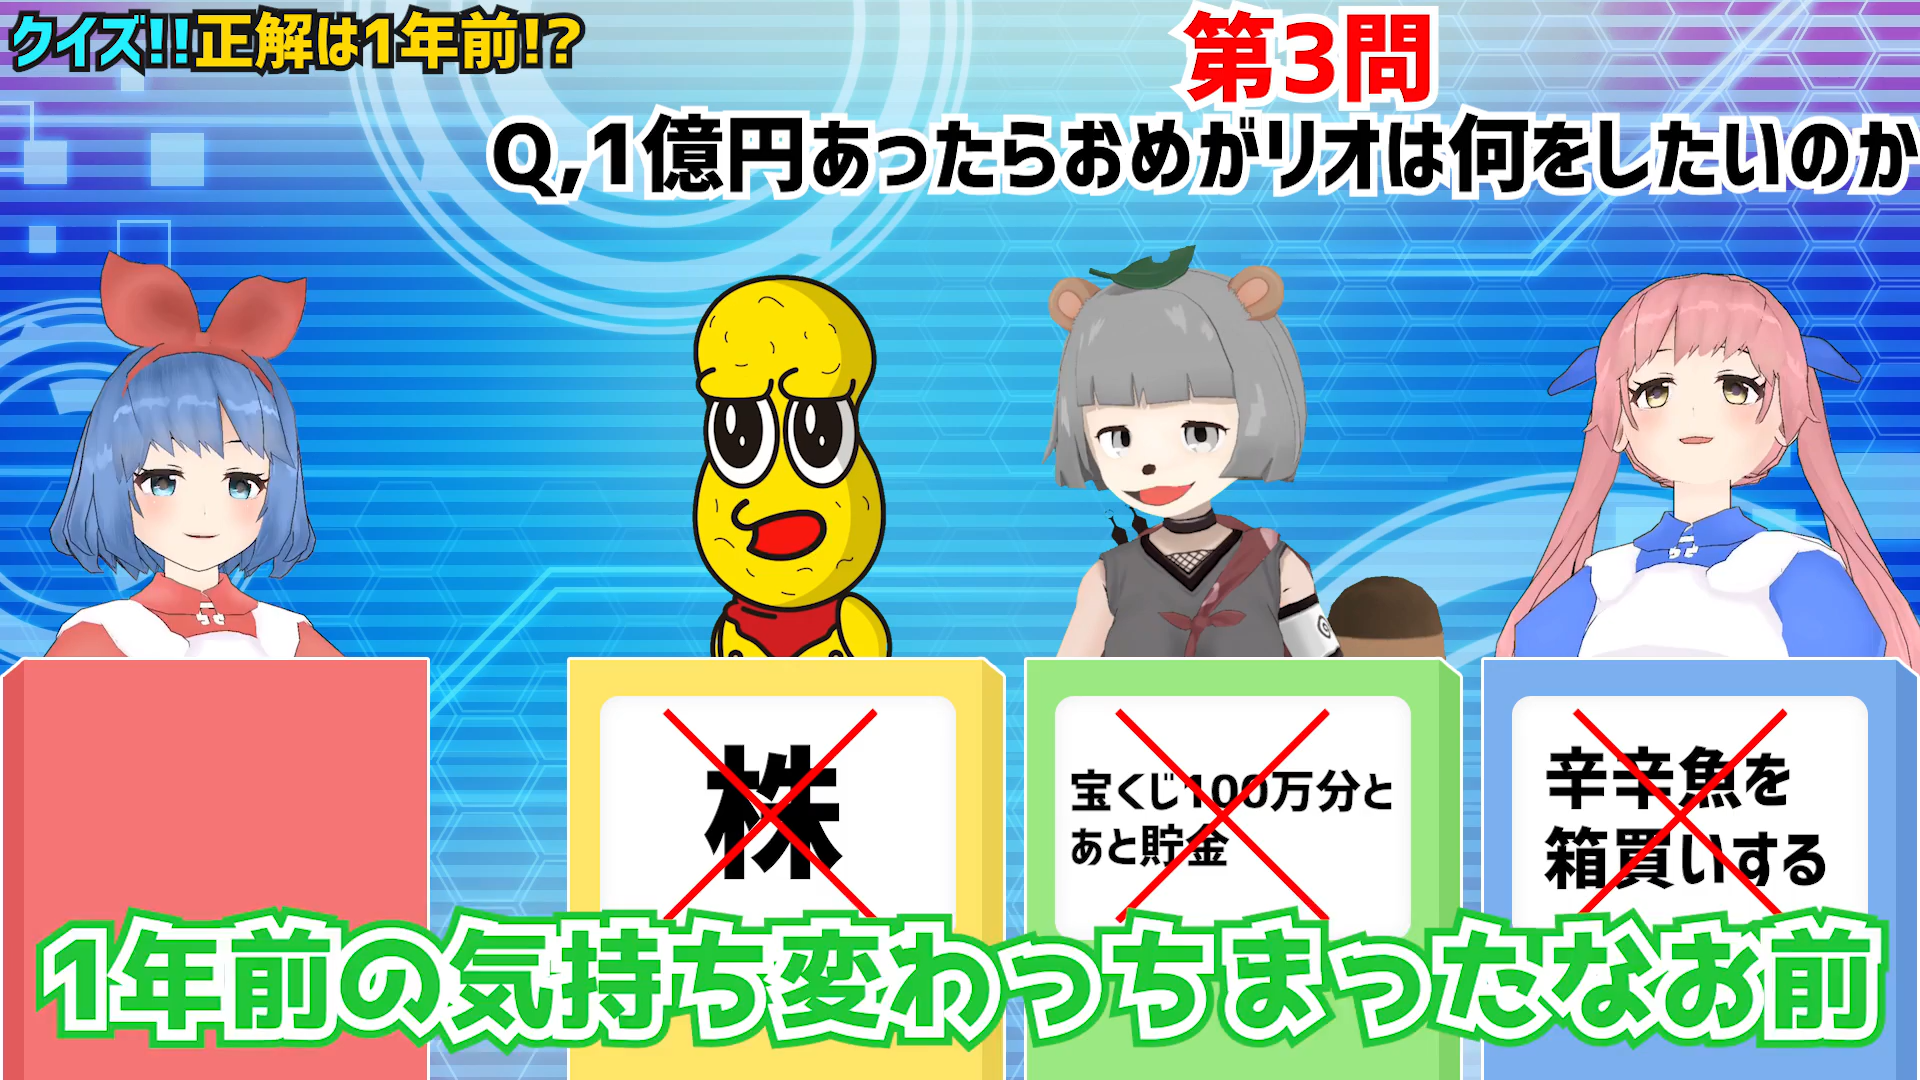 クイズ!!正解は1年前!?
第3問
Q,1億円あったらおめがリオは何をしたいのか
株
宝くじ100万分と
あと貯金
辛辛魚を
箱買いする
1年前の気持ち変わっちまったなお前